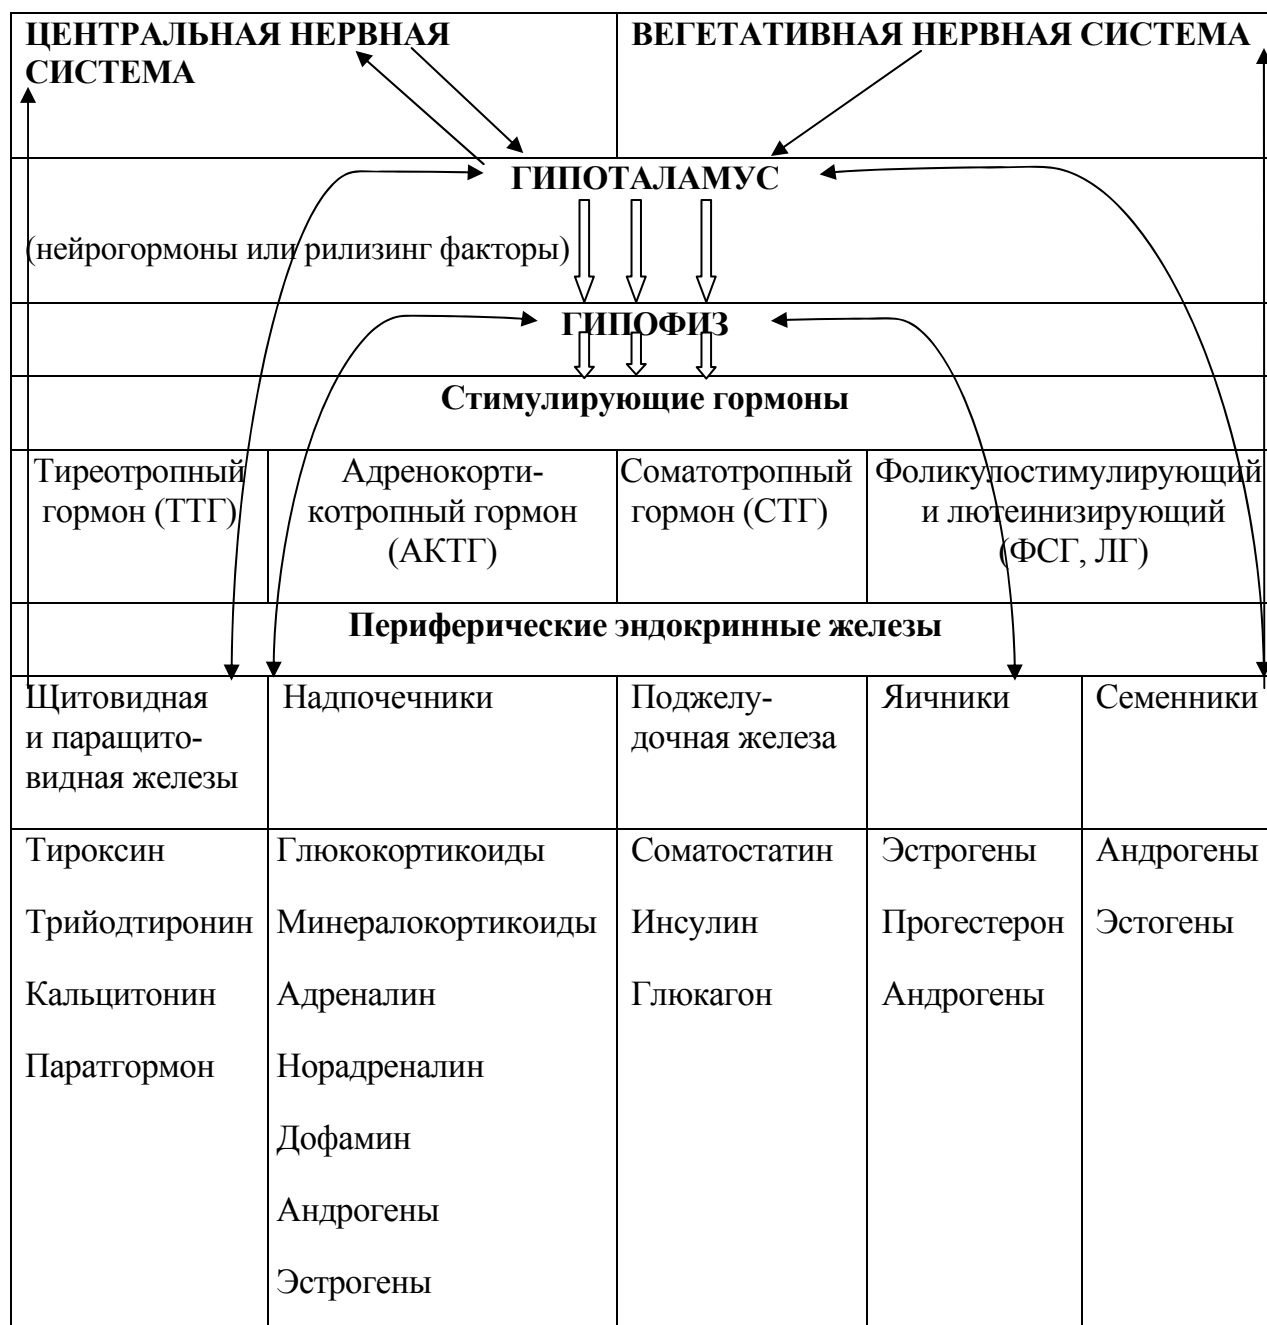 ЦЕНТРАЛЬНАЯ НЕРВНАЯ
СИСТЕМА
ВЕГЕТАТИВНАЯ НЕРВНАЯ СИСТЕМА
ГИПОТАЛАМУС
(нейрогормоны или рилизинг факторы)
ГИПОФИЗ
Стимулирующие гормоны
Тиреотропный
гормон (ТТГ)
Адренокорти-
котропный гормон
(АКТГ)
Соматотропный
гормон (СТГ)
Фоликулостимулирующий
и лютеинизирующий
(ФСГ, ЛГ)
Периферические эндокринные железы
Щитовидная
и паращито-
видная железы
Надпочечники
Поджелу-
дочная железа
Яичники
Семенники
Тироксин
Трийодтиронин
Кальцитонин
Паратгормон
Глюкокортикоиды
Минералокортикоиды
Адреналин
Норадреналин
Дофамин
Андрогены
Эстрогены
Соматостатин
Инсулин
Глюкагон
Эстрогены
Прогестерон
Андрогены
Андрогены
Эстогены